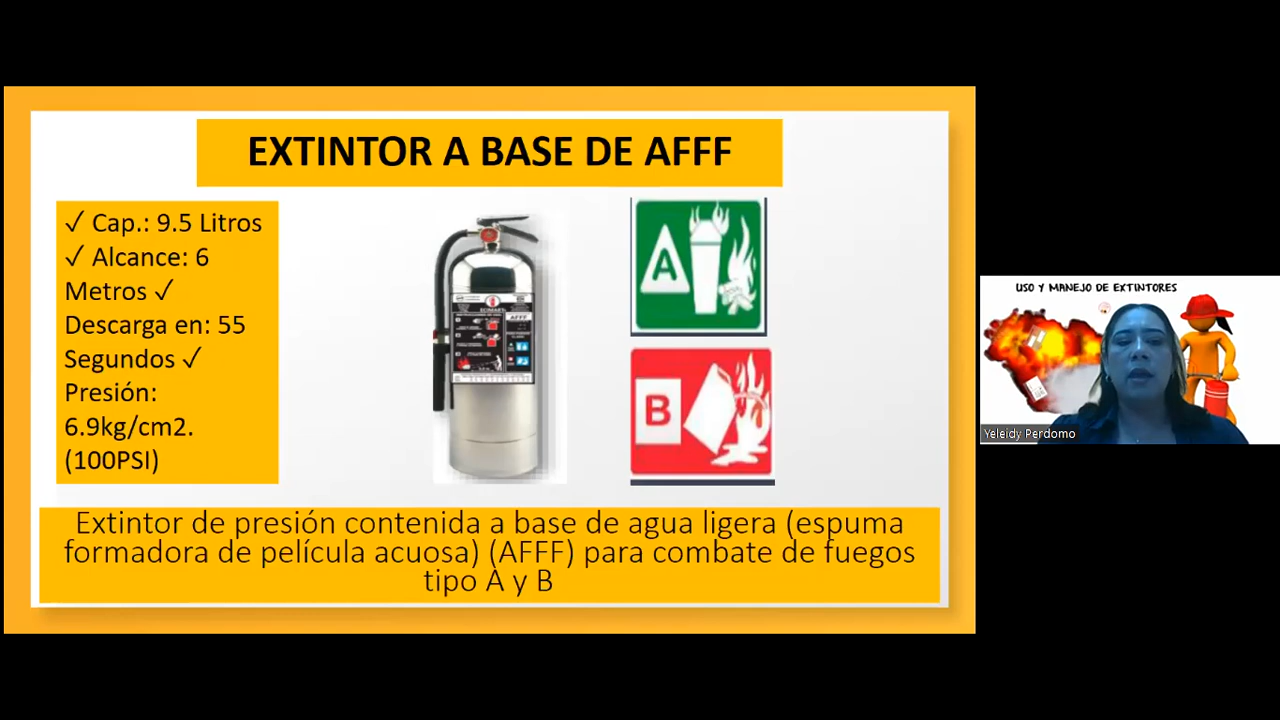 EXTINTOR A BASE DE AFFF
✓ Cap.: 9.5 Litros
✓ Alcance: 6
Metros ✓
Descarga en: 55
Segundos ✓
Presión:
6.9kg/cm2.
(100PSI)
AFFF
A
B
Extintor de presión contenida a base de agua ligera (espuma
formadora de película acuosa) (AFFF) para combate de fuegos
tipo A y B
USO Y MANEJO DE EXTINTORES
Yeleidy Perdomo